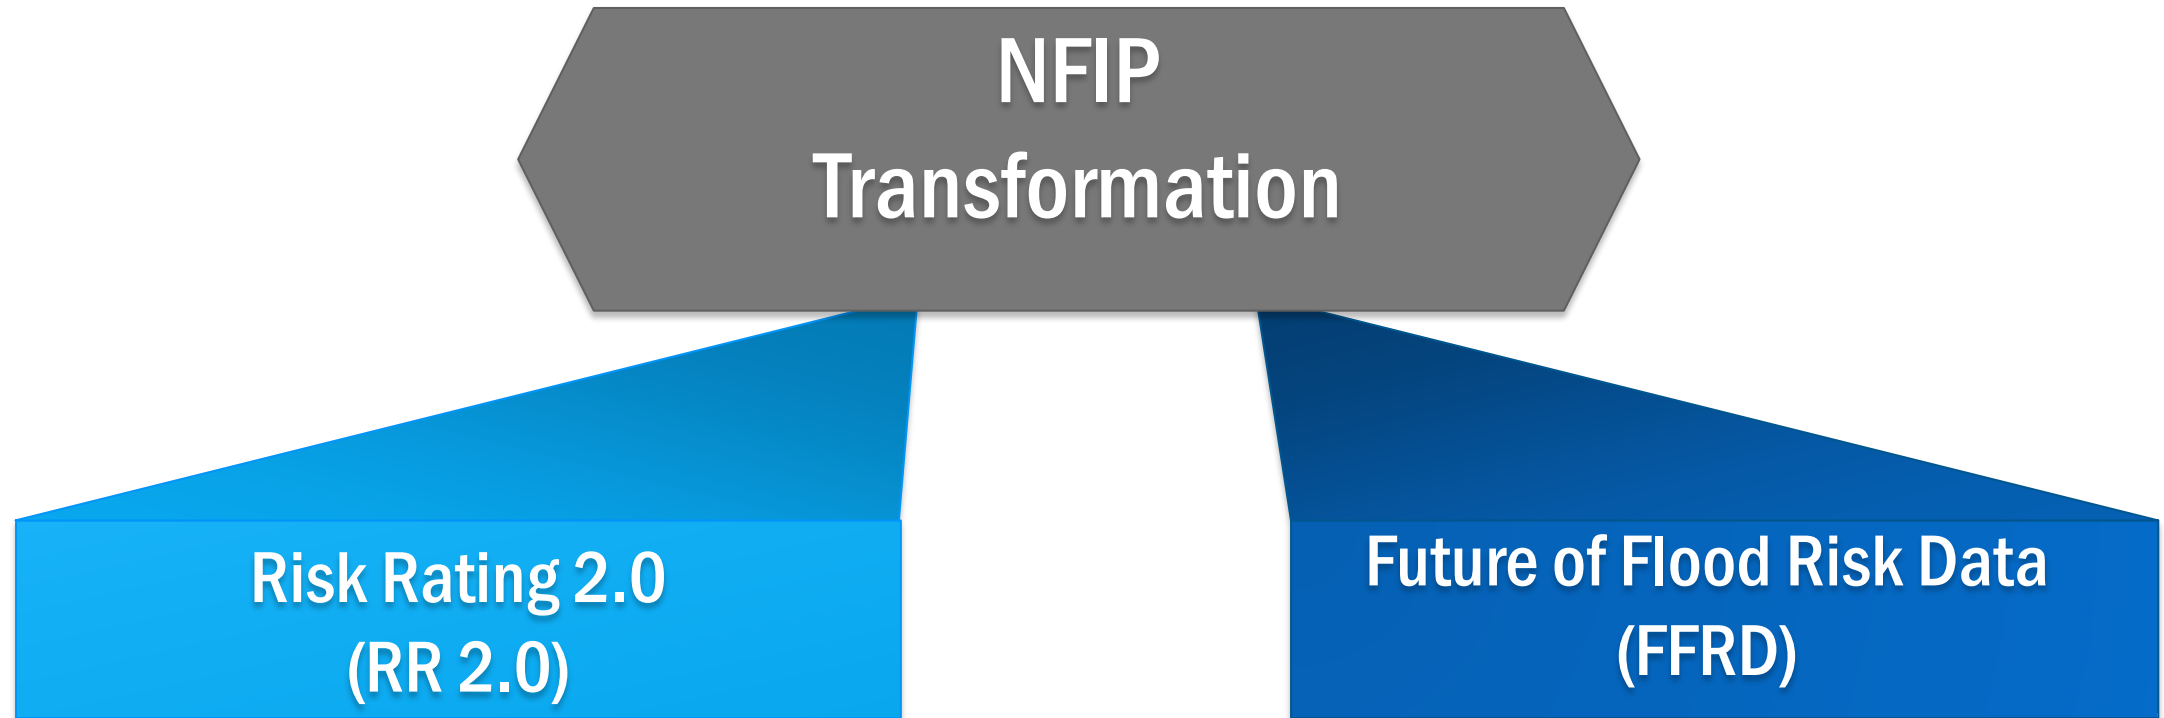 NFIP
Transformation
Risk Rating 2.0
(RR 2.0)
Future of Flood Risk Data
(FFRD)